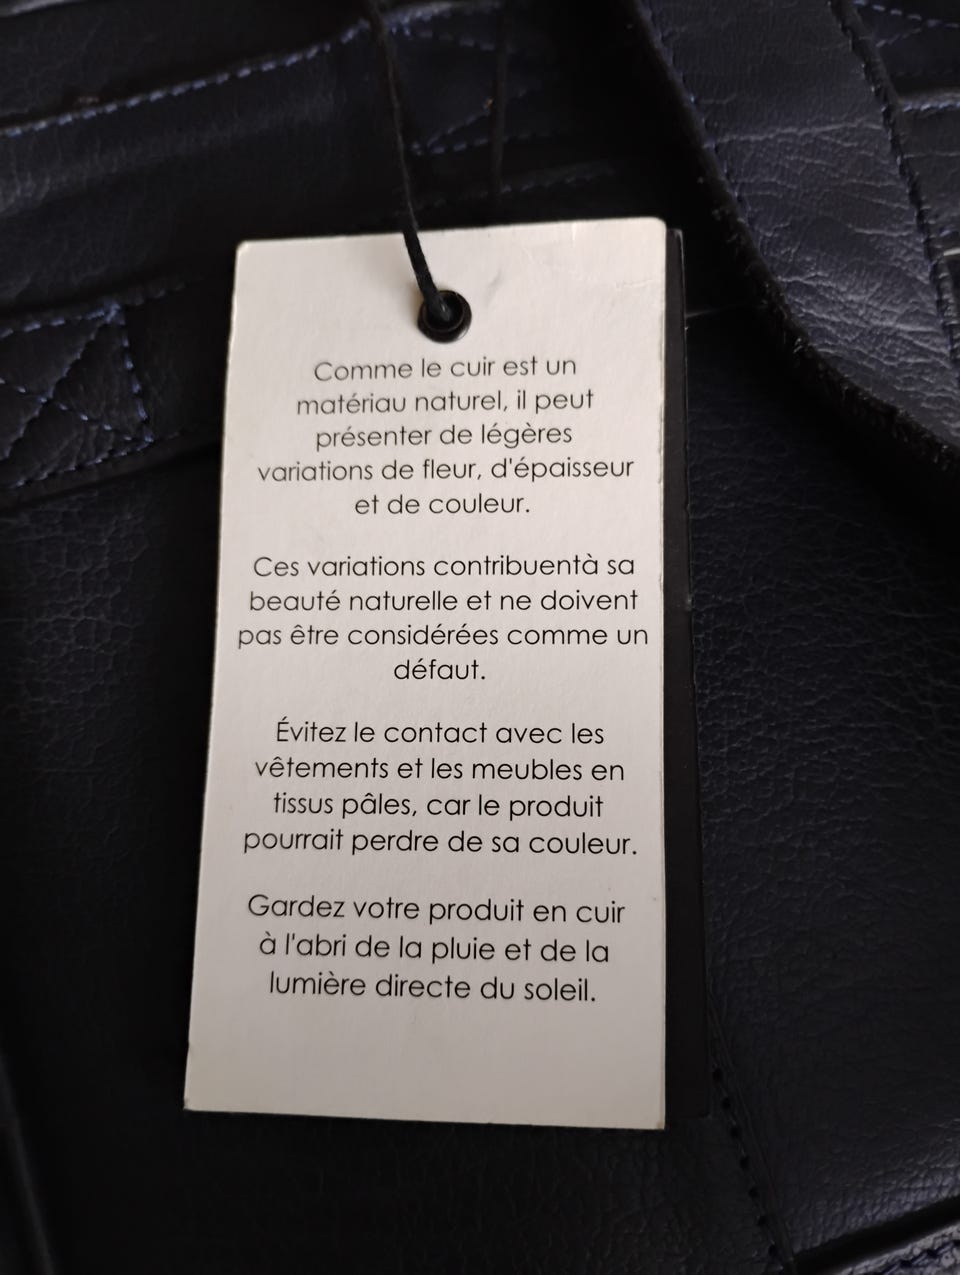 Comme le cuir est un
matériau naturel, il peut
présenter de légères
variations de fleur, d'épaisseur
et de couleur.
Ces variations contribuentà sa
beauté naturelle et ne doivent
pas être considérées comme un
défaut.
Évitez le contact avec les
vêtements et les meubles en
tissus pâles, car le produit
pourrait perdre de sa couleur.
Gardez votre produit en cuir
à l'abri de la pluie et de la
lumière directe du soleil.